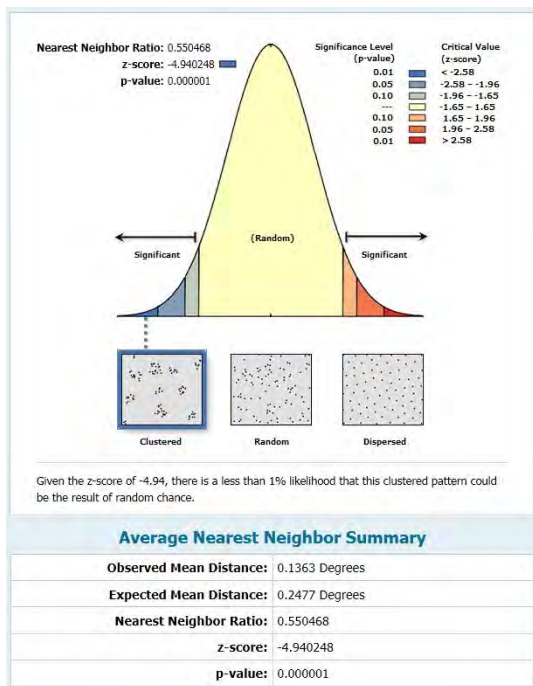 Nearest Neighbor Ratio: 0.550468
z-score: -4.940248
p-value: 0.000001
Significance Level
(p-value)
Critical Value
(z-score)
0.01 < -2.58
0.05 -2.58 - -1.96
0.10 -1.96 - -1.65
--- -1.65 - 1.65
0.10 1.65 - 1.96
0.05 1.96 - 2.58
0.01 > 2.58
(Random)
Significant
Significant
Clustered
Random
Dispersed
Given the z-score of -4.94, there is a less than 1% likelihood that this clustered pattern could
be the result of random chance.
Average Nearest Neighbor Summary
Observed Mean Distance: 0.1363 Degrees
Expected Mean Distance: 0.2477 Degrees
Nearest Neighbor Ratio: 0.550468
z-score: -4.940248
p-value: 0.000001